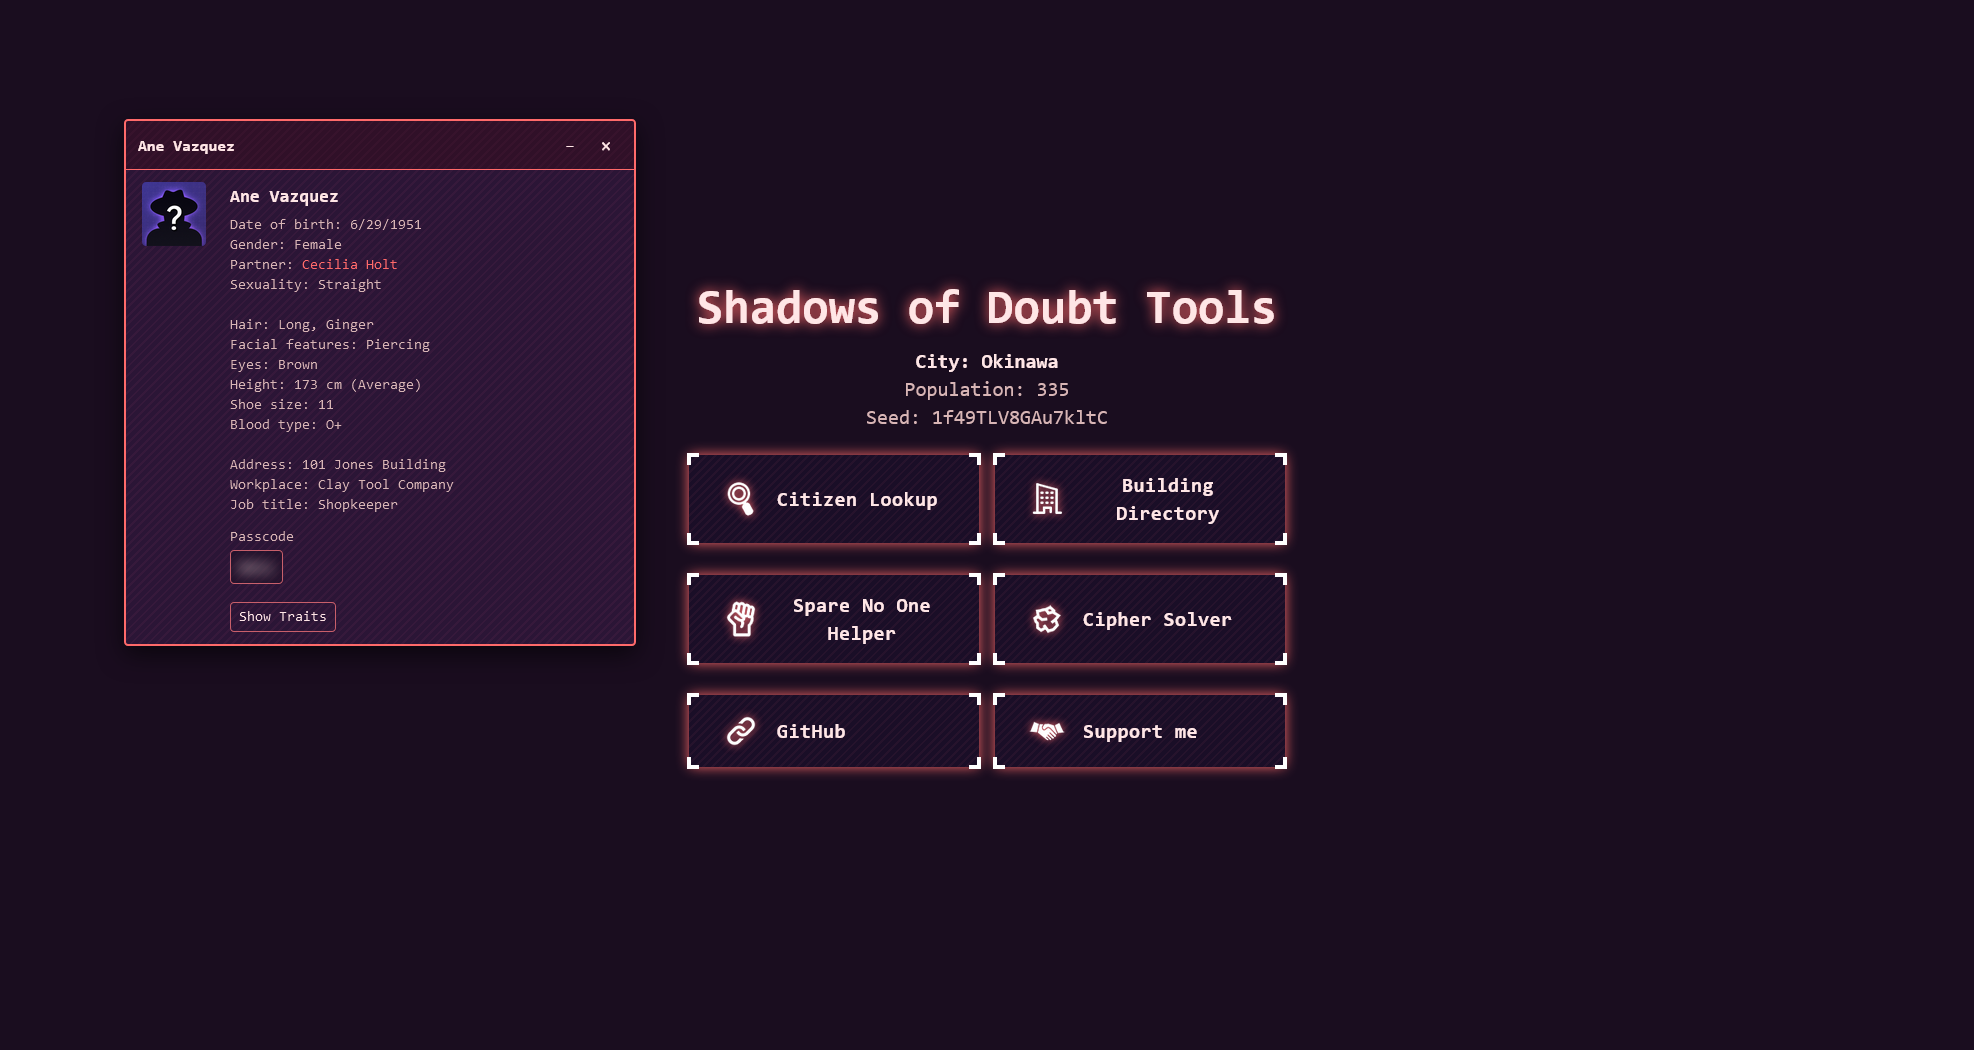 Ane Vazquez
–
×
?
Ane Vazquez
Date of birth: 6/29/1951
Gender: Female
Partner: Cecilia Holt
Sexuality: Straight
Hair: Long, Ginger
Facial features: Piercing
Eyes: Brown
Height: 173 cm (Average)
Shoe size: 11
Blood type: O+
Address: 101 Jones Building
Workplace: Clay Tool Company
Job title: Shopkeeper
Passcode
Show Traits
Shadows of Doubt Tools
City: Okinawa
Population: 335
Seed: 1f49TLV8GAu7kltC
Citizen Lookup
Building
Directory
Spare No One
Helper
Cipher Solver
GitHub
Support me